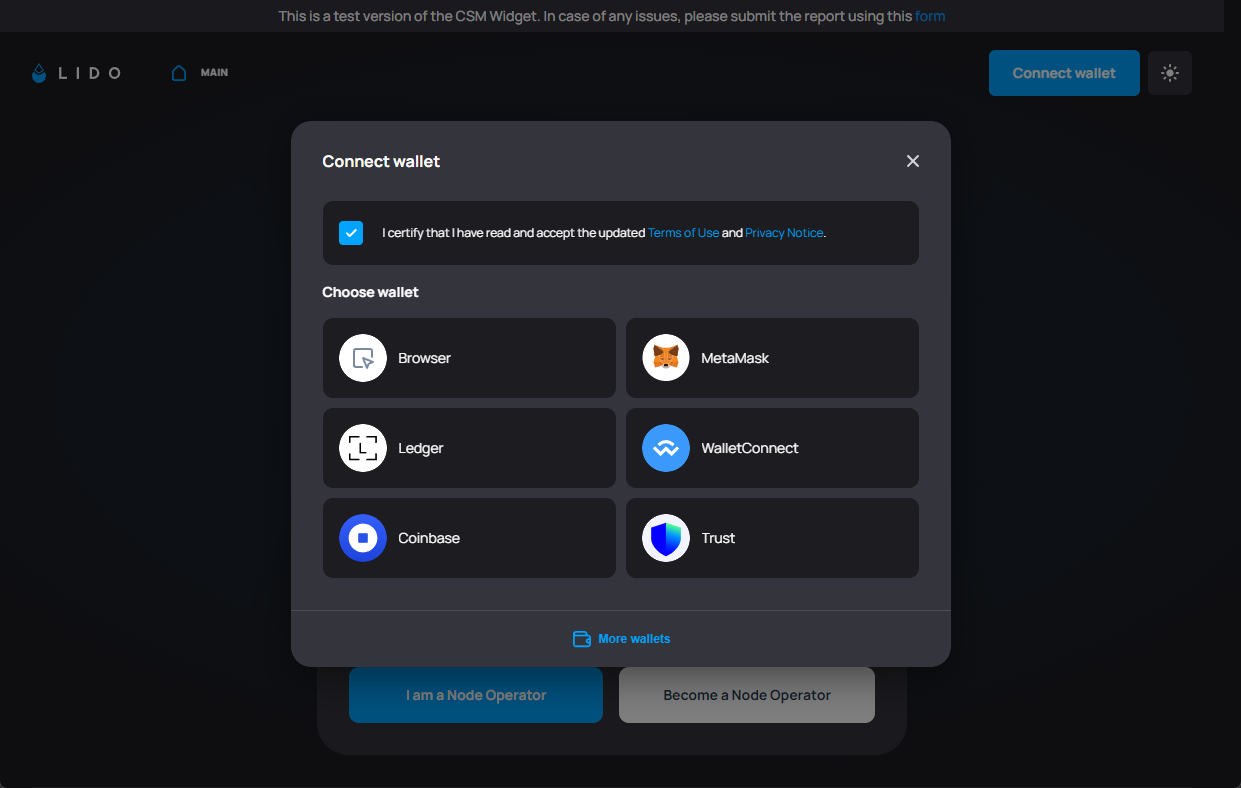 This is a test version of the CSM Widget. In case of any issues, please submit the report using this form
LIDO
MAIN
Connect wallet
Connect wallet
I certify that I have read and accept the updated Terms of Use and Privacy Notice.
Choose wallet
Browser
MetaMask
L
Ledger
WalletConnect
Coinbase
Trust
More wallets
I am a Node Operator
Become a Node Operator